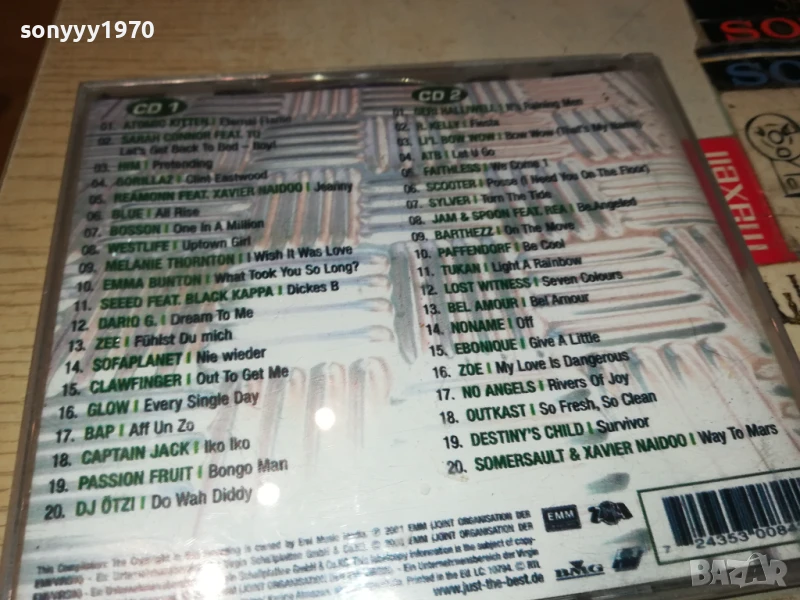 sonyyy1970
CD 1
01. ATOMIC KITTEN | Eternal Flame
02. SARAH CONNOR FEAT. TQ
Let's Get Back To Bed - Boy!
03. HIM | Pretending
04. GORILLAZ | Clint Eastwood
05. REAMONN FEAT. XAVIER NAIDOO | Jeanny
06. BLUE | All Rise
07. BOSSON | One In A Million
08. WESTLIFE | Uptown Girl
09. MELANIE THORNTON | I Wish It Was Love
10. EMMA BUNTON | What Took You So Long?
11. SEEED FEAT. BLACK KAPPA | Dickes B
12. DARIO G. | Dream To Me
13. ZEE | Fühlst Du mich
14. SOFAPLANET | Nie wieder
15. CLAWFINGER | Out To Get Me
16. GLOW | Every Single Day
17. BAP | Aff Un Zo
18. CAPTAIN JACK | Iko Iko
19. PASSION FRUIT | Bongo Man
20. DJ ÖTZI | Do Wah Diddy
CD 2
01. GERI HALLIWELL | It's Raining Men
02. R. KELLY | Fiesta
03. LI'L BOW WOW | Bow Wow (That's My Name)
04. ATB | Let U Go
05. FAITHLESS | We Come 1
06. SCOOTER | Posse (I Need You On The Floor)
07. SYLVER | Turn The Tide
08. JAM & SPOON FEAT. REA | Be.Angeled
09. BARTHEZZ | On The Move
10. PAFFENDORF | Be Cool
11. TUKAN | Light A Rainbow
12. LOST WITNESS | Seven Colours
13. BEL AMOUR | Bel Amour
14. NONAME | Off
15. EBONIQUE | Give A Little
16. ZOE | My Love Is Dangerous
17. NO ANGELS | Rivers Of Joy
18. OUTKAST | So Fresh, So Clean
19. DESTINY'S CHILD | Survivor
20. SOMERSAULT & XAVIER NAIDOO | Way To Mars
maxell
EMM
BMG
7 24353 008
www.just-the-best.de
BAZAR